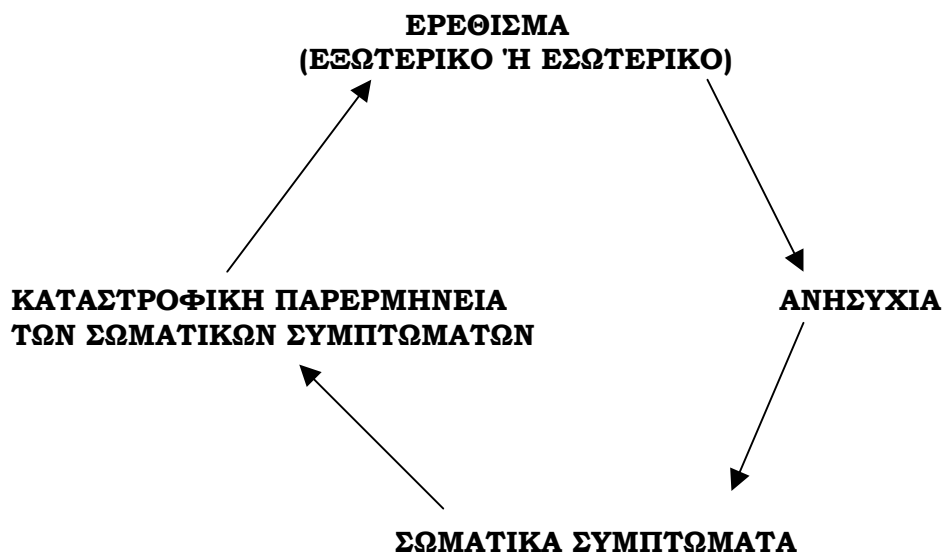 ΕΡΕΘΙΣΜΑ
(ΕΞΩΤΕΡΙΚΟ Ή ΕΣΩΤΕΡΙΚΟ)
ΚΑΤΑΣΤΡΟΦΙΚΗ ΠΑΡΕΡΜΗΝΕΙΑ
ΤΩΝ ΣΩΜΑΤΙΚΩΝ ΣΥΜΠΤΩΜΑΤΩΝ
ΑΝΗΣΥΧΙΑ
ΣΩΜΑΤΙΚΑ ΣΥΜΠΤΩΜΑΤΑ